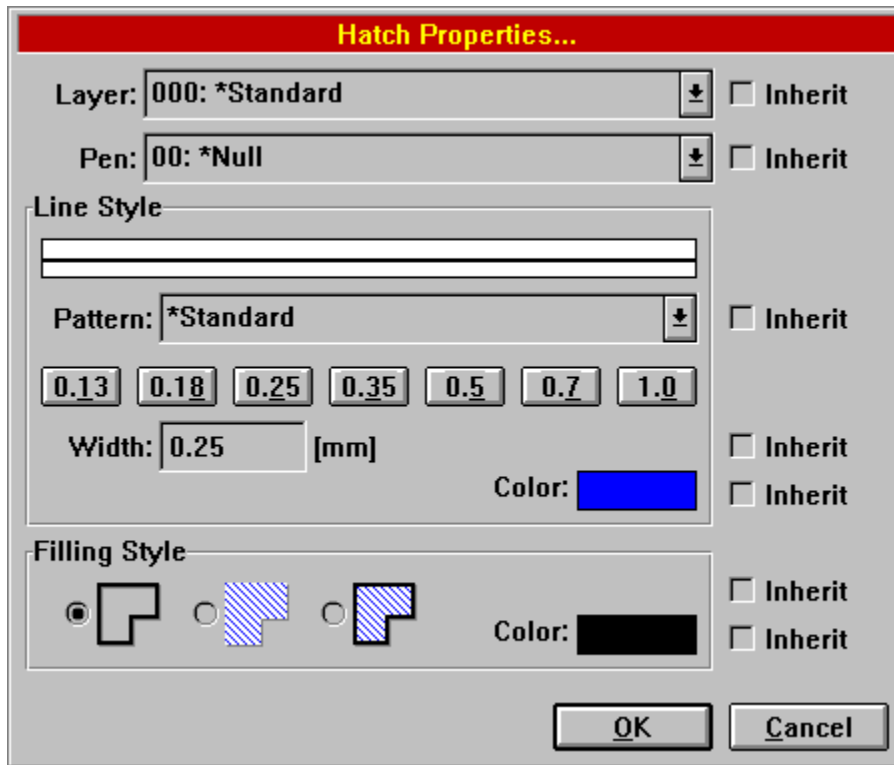 Hatch Properties...
Layer: 000: *Standard Inherit
Pen: 00: *Null Inherit
Line Style
Pattern: *Standard Inherit
0.13 0.18 0.25 0.35 0.5 0.7 1.0
Width: 0.25 [mm] Inherit
Color: Inherit
Filling Style
Inherit
Color: Inherit
OK Cancel